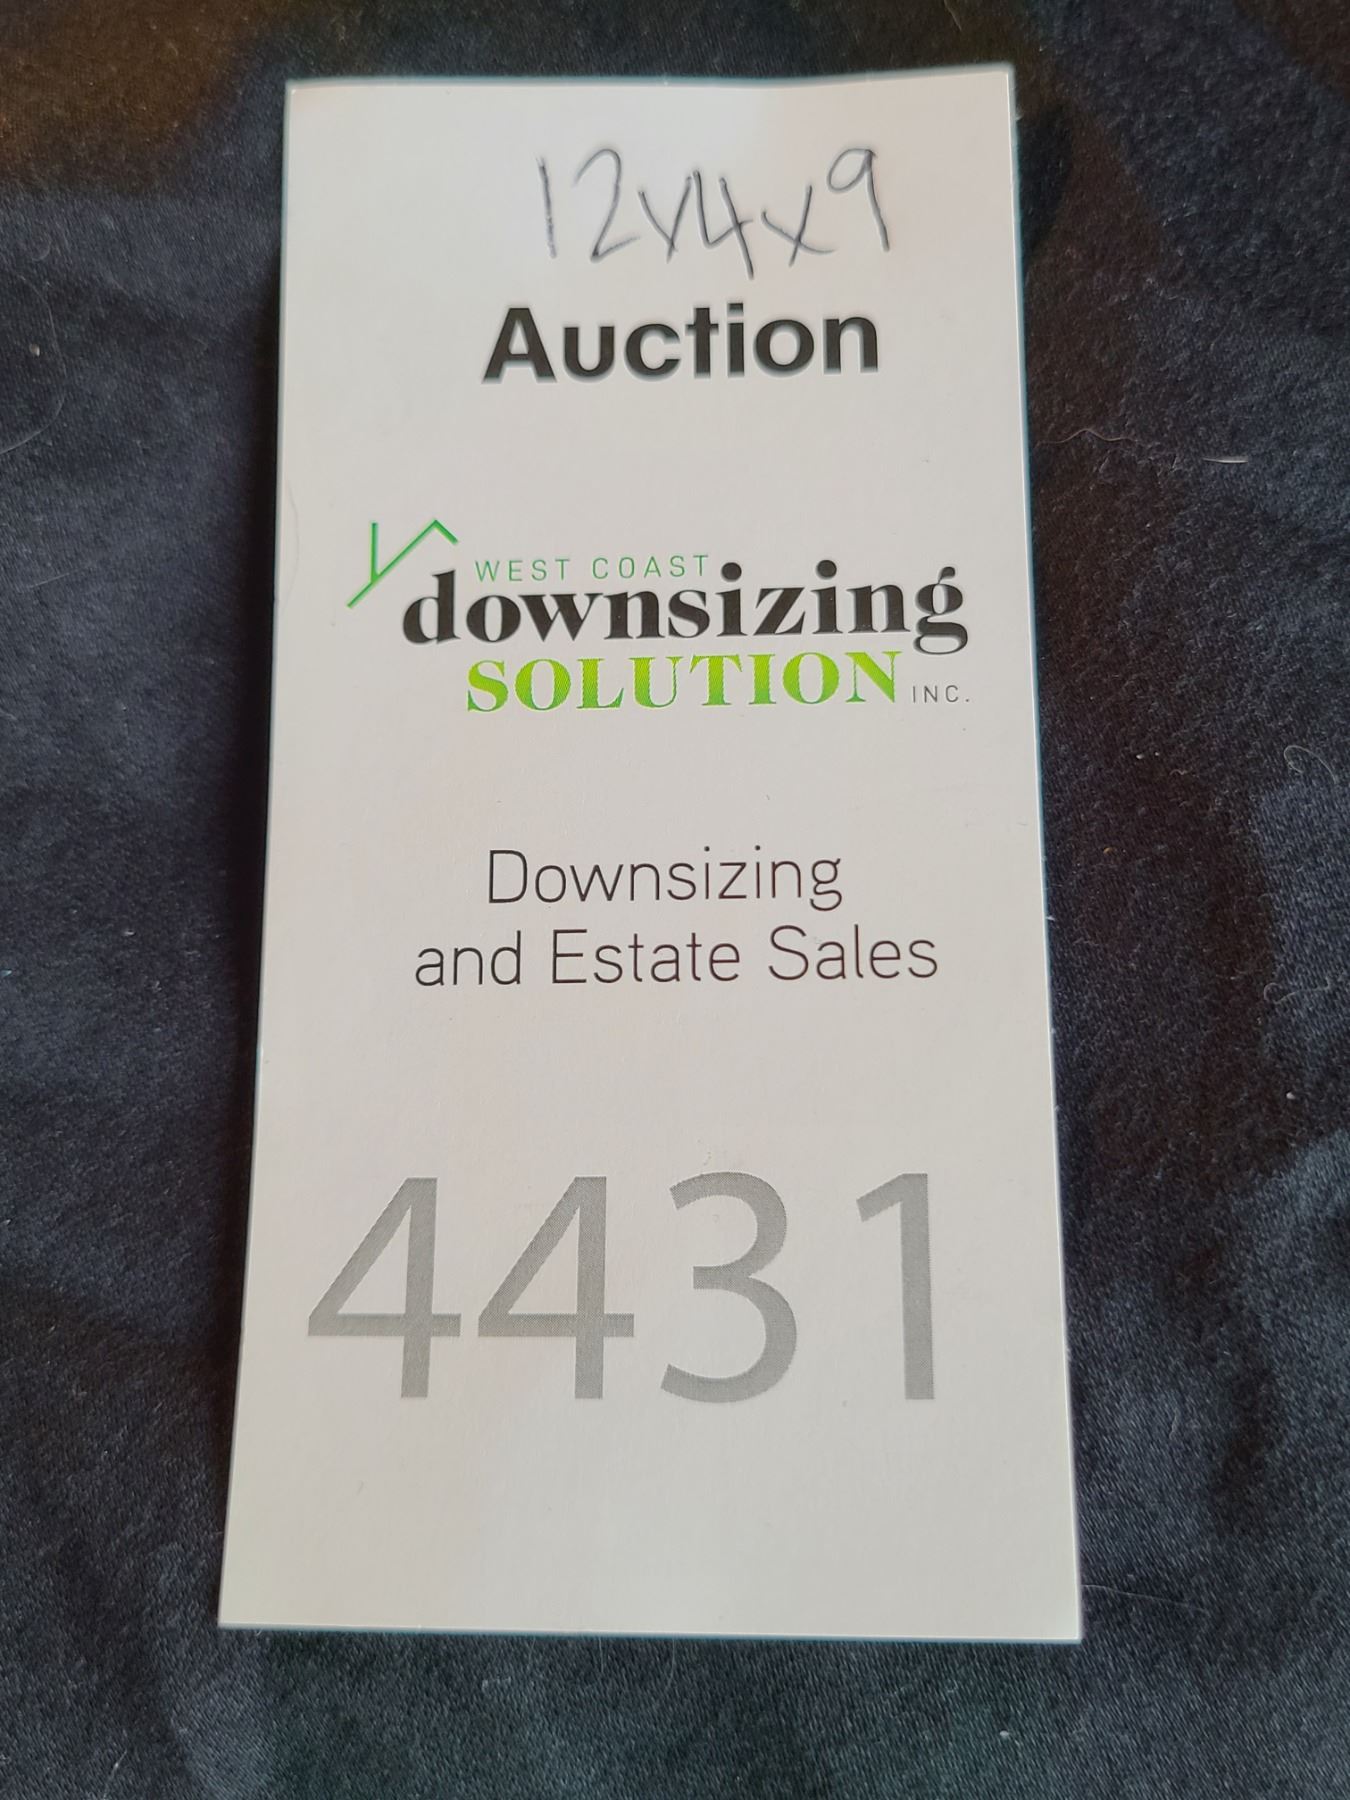 12x4x9
Auction
WEST COAST
downsizing
SOLUTION INC.
Downsizing
and Estate Sales
4431